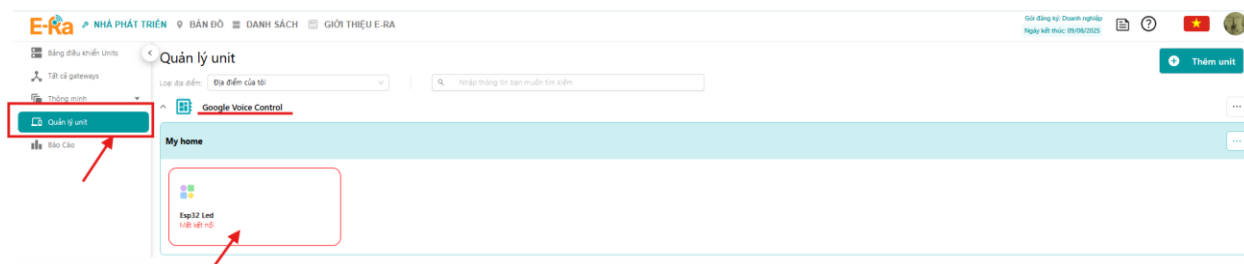 E-Ra NHÀ PHÁT TRIỂN BẢN ĐỒ DANH SÁCH GIỚI THIỆU E-RA
Gói đăng ký: Doanh nghiệp
Ngày kết thúc: 09/08/2025
Bảng điều khiển Units
Tất cả gateways
Thông minh
Quản lý unit
Báo Cáo
Quản lý unit
Thêm unit
Loại địa điểm: Địa điểm của tôi
Nhập thông tin bạn muốn tìm kiếm
Google Voice Control
My home
Esp32 Led
Mất kết nối